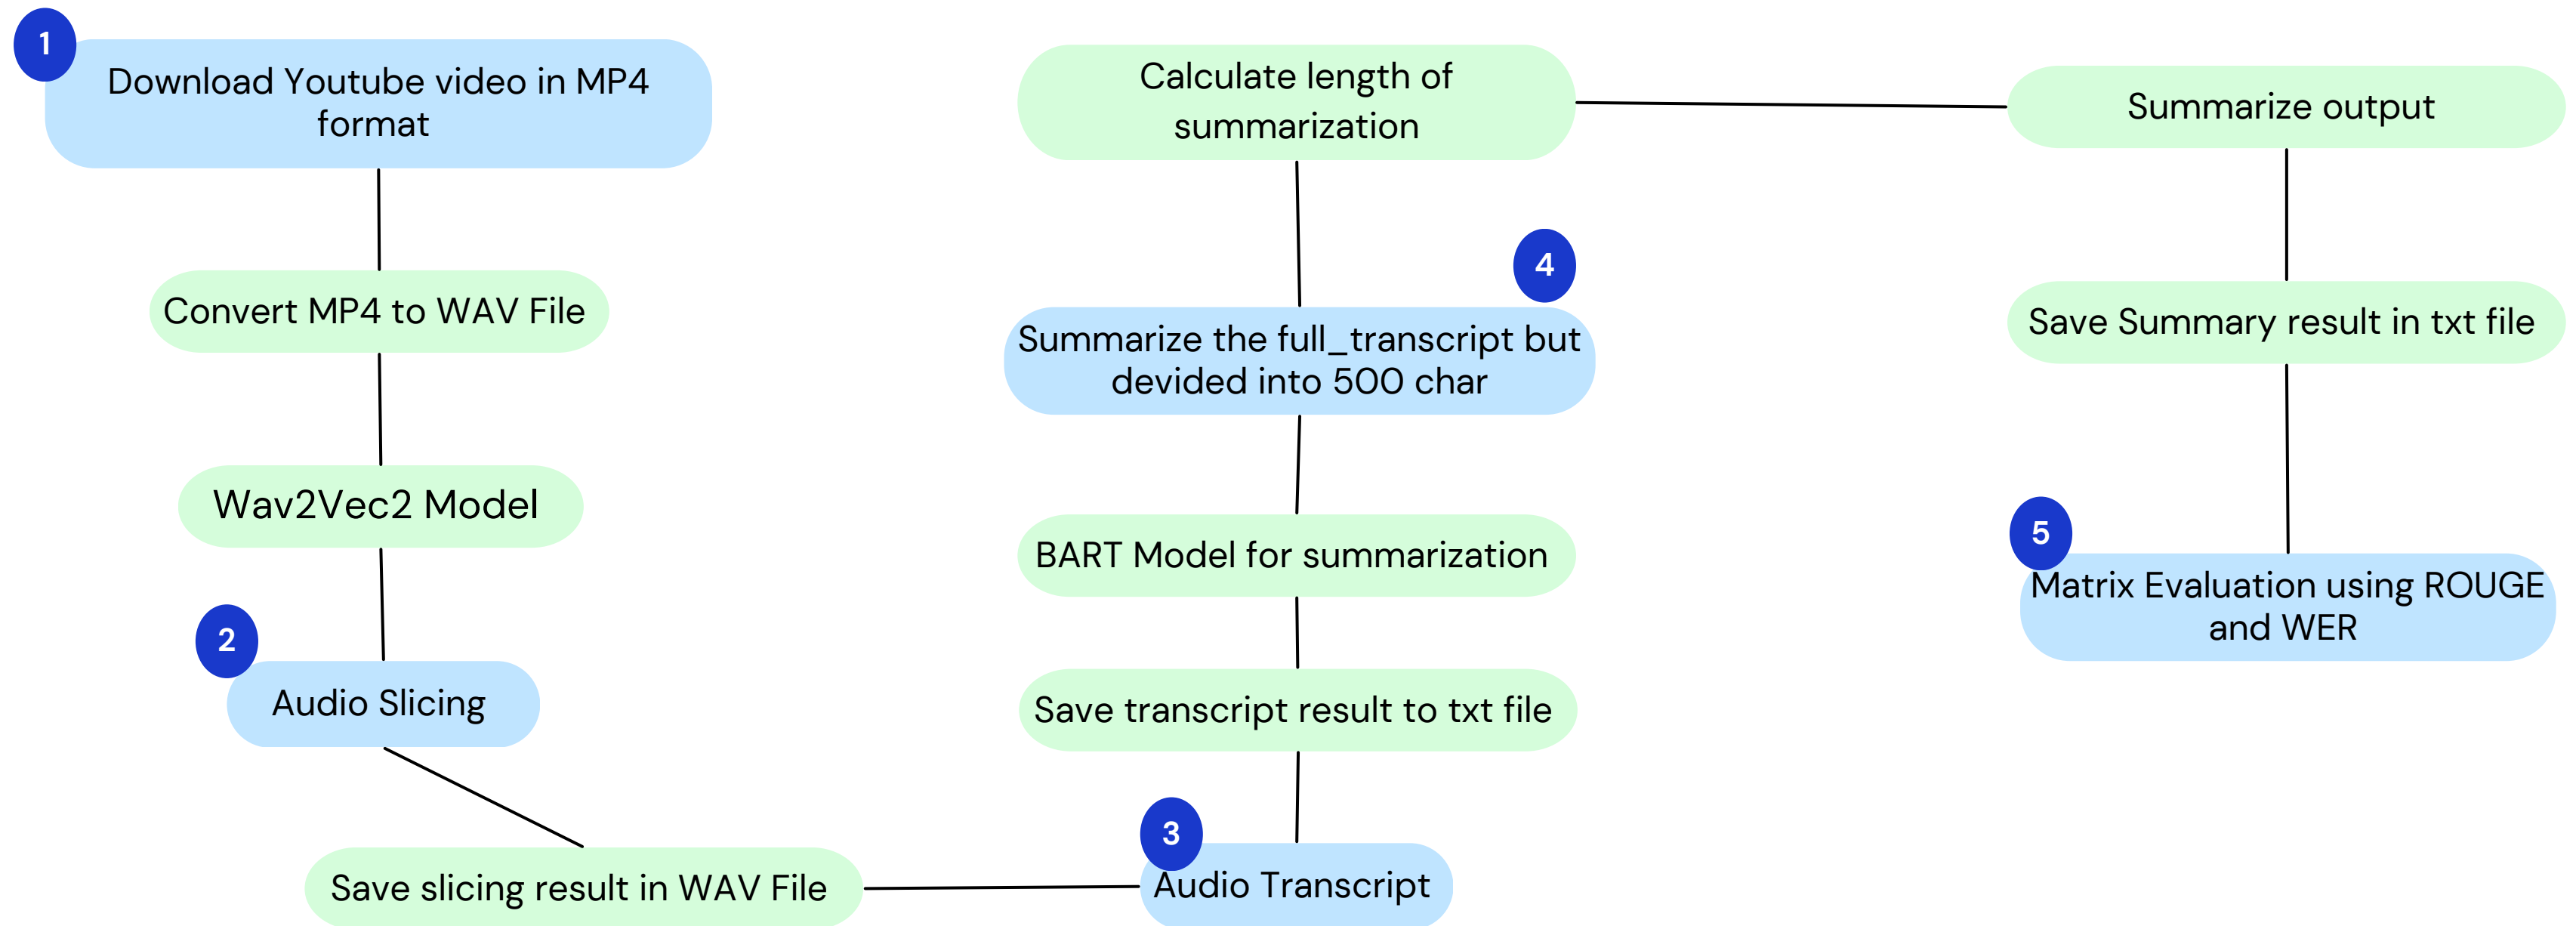 1
Download Youtube video in MP4
format
Convert MP4 to WAV File
Wav2Vec2 Model
2
Audio Slicing
Save slicing result in WAV File
3
Audio Transcript
Save transcript result to txt file
BART Model for summarization
4
Summarize the full_transcript but
devided into 500 char
Calculate length of
summarization
Summarize output
Save Summary result in txt file
5
Matrix Evaluation using ROUGE
and WER